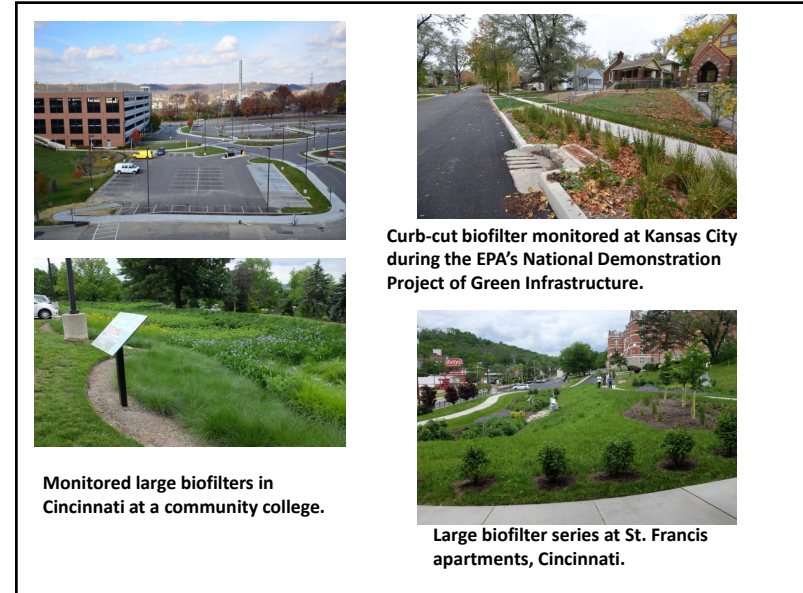 Curb-cut biofilter monitored at Kansas City
during the EPA's National Demonstration
Project of Green Infrastructure.
Monitored large biofilters in
Cincinnati at a community college.
Large biofilter series at St. Francis
apartments, Cincinnati.